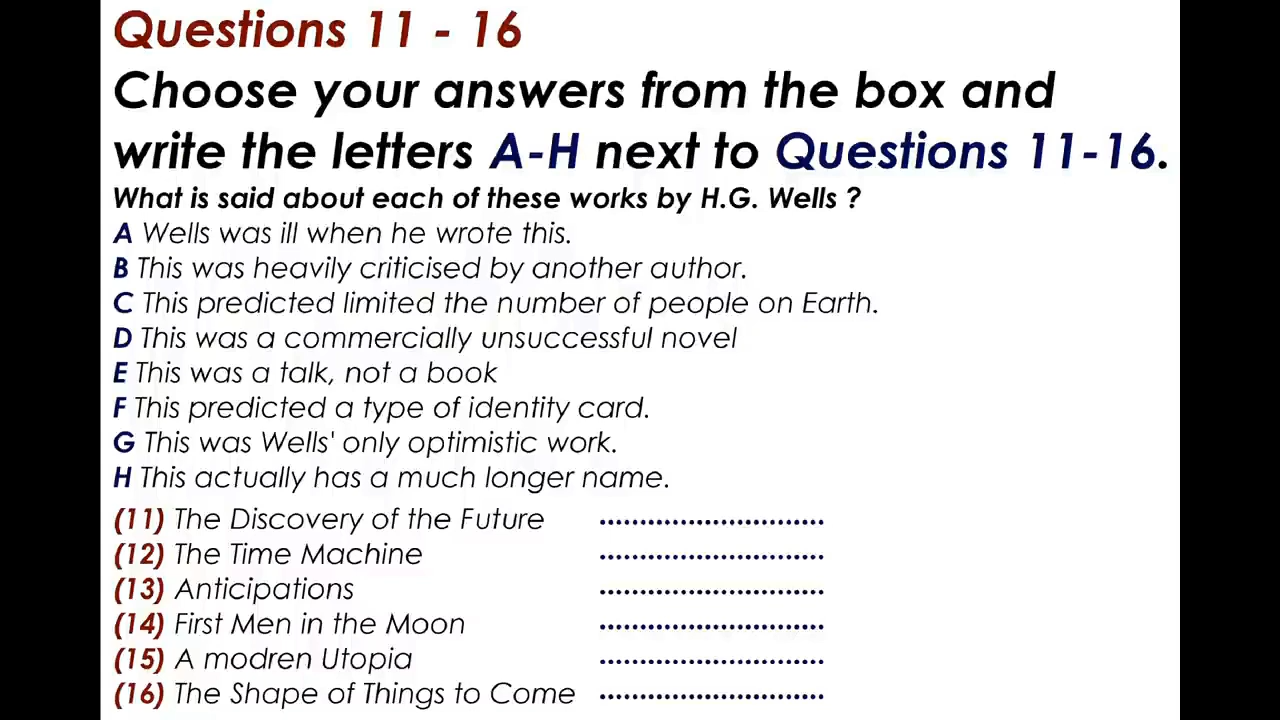 Questions 11 - 16
Choose your answers from the box and
write the letters A-H next to Questions 11-16.
What is said about each of these works by H.G. Wells ?
A Wells was ill when he wrote this.
B This was heavily criticised by another author.
C This predicted limited the number of people on Earth.
D This was a commercially unsuccessful novel
E This was a talk, not a book
F This predicted a type of identity card.
G This was Wells' only optimistic work.
H This actually has a much longer name.
(11) The Discovery of the Future ............................
(12) The Time Machine ............................
(13) Anticipations ............................
(14) First Men in the Moon ............................
(15) A modren Utopia ............................
(16) The Shape of Things to Come ............................